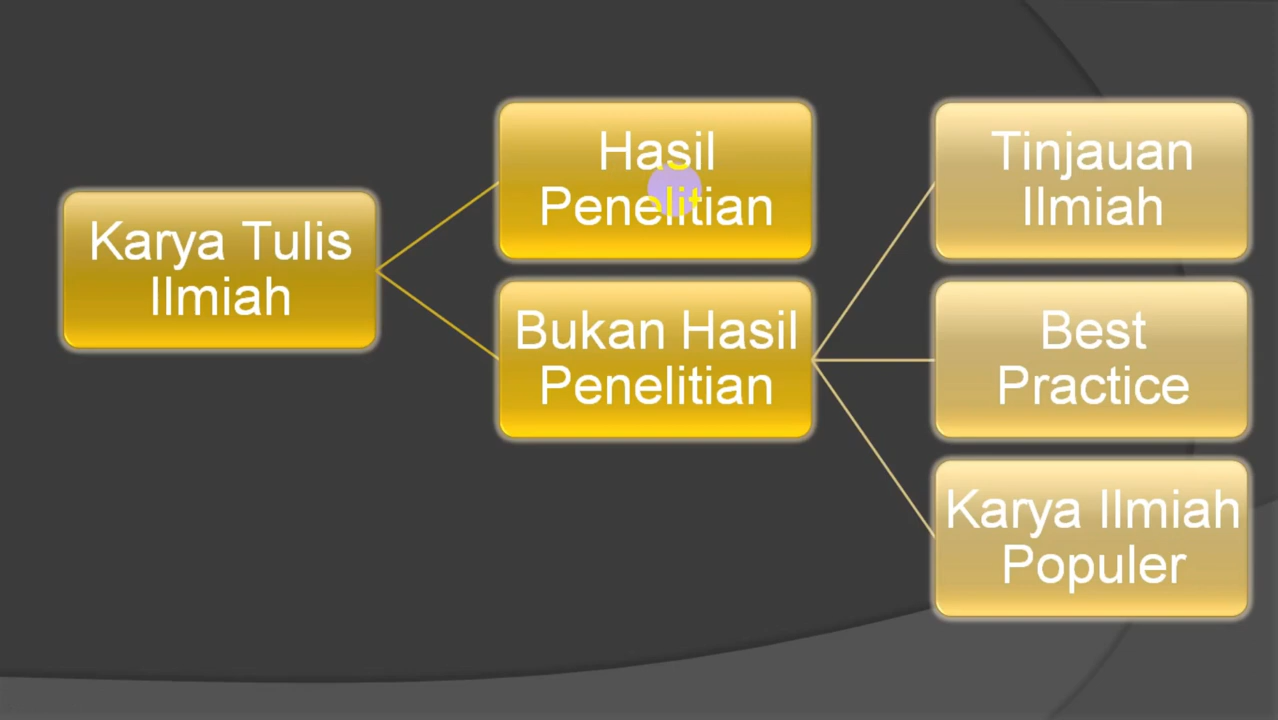 Karya Tulis
Ilmiah
Hasil
Penelitian
Bukan Hasil
Penelitian
Tinjauan
Ilmiah
Best
Practice
Karya Ilmiah
Populer